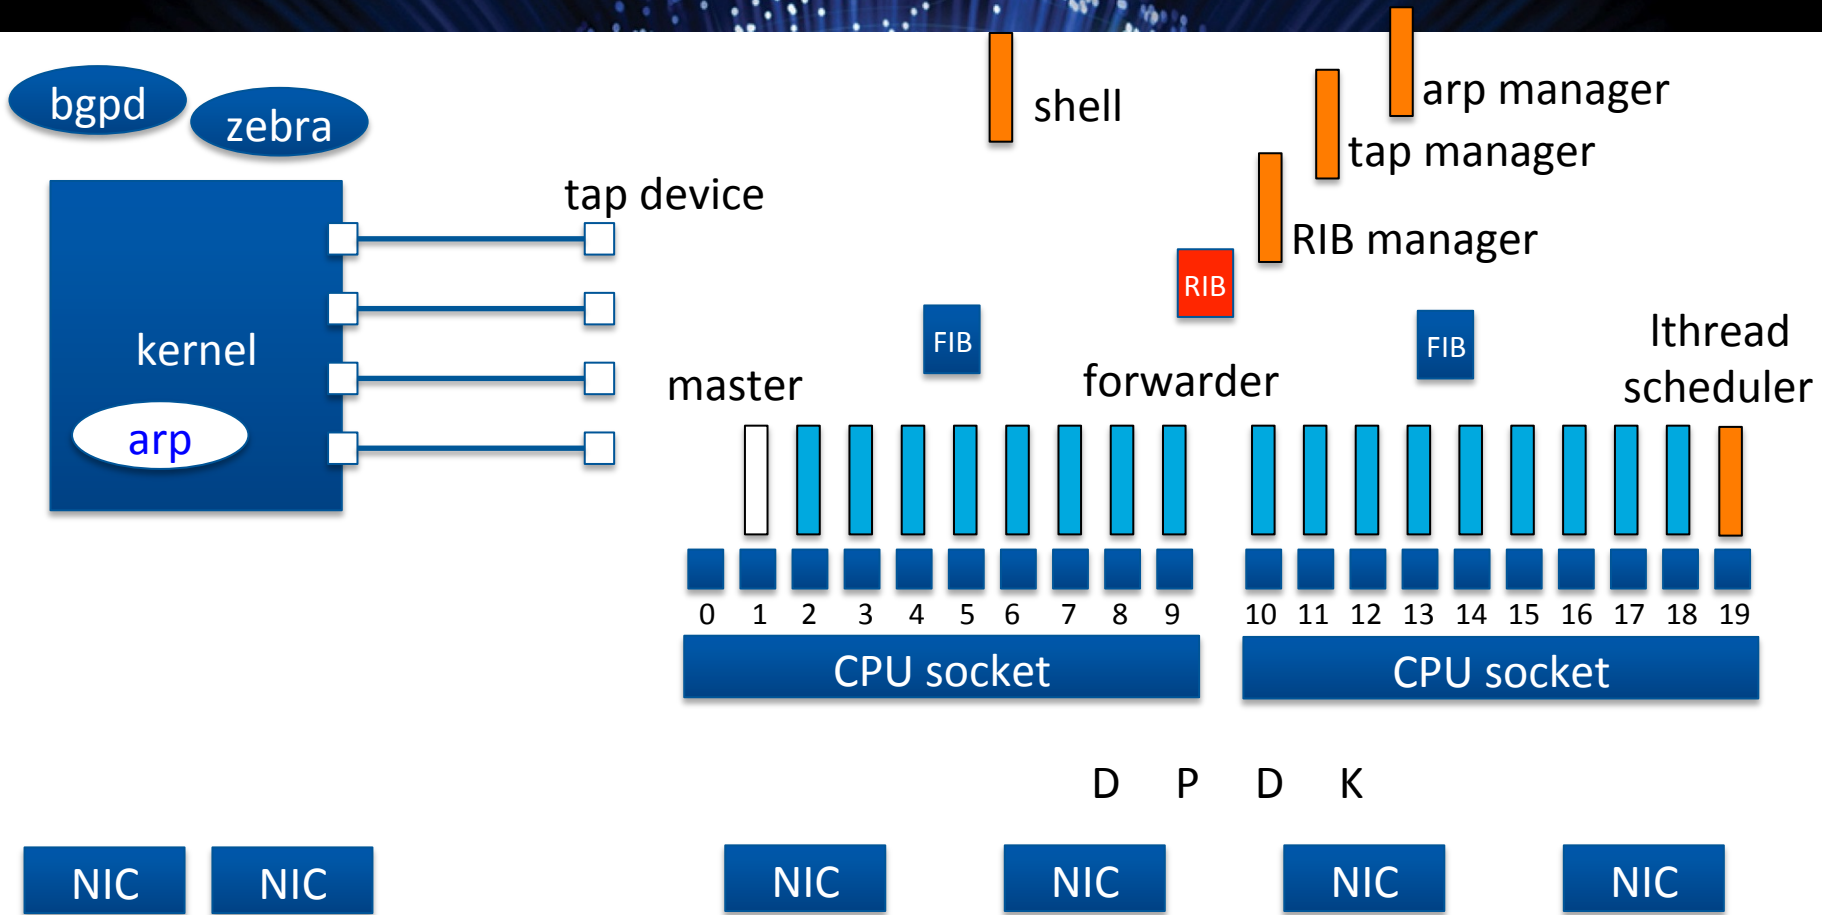 bgpd
zebra
kernel
arp
tap device
shell
arp manager
tap manager
RIB manager
RIB
FIB
FIB
master
forwarder
lthread
scheduler
0 1 2 3 4 5 6 7 8 9
10 11 12 13 14 15 16 17 18 19
CPU socket
CPU socket
D P D K
NIC
NIC
NIC
NIC
NIC
NIC